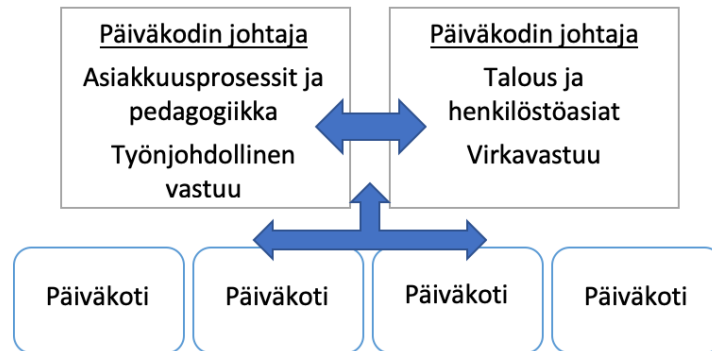 Päiväkodin johtaja
Asiakkuusprosessit ja
pedagogiikka
Työnjohdollinen
vastuu
Päiväkodin johtaja
Talous ja
henkilöstöasiat
Virkavastuu
Päiväkoti
Päiväkoti
Päiväkoti
Päiväkoti